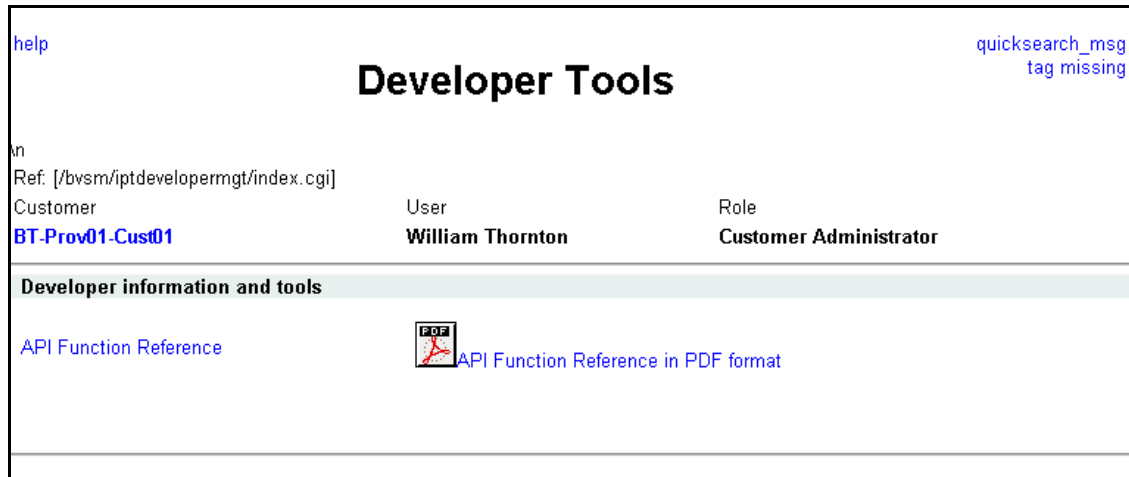 help
quicksearch_msg
tag missing
Developer Tools
\n
Ref: [/bvsm/iptdevelopermgt/index.cgi]
Customer User Role
BT-Prov01-Cust01 William Thornton Customer Administrator
Developer information and tools
API Function Reference
PDF
API Function Reference in PDF format